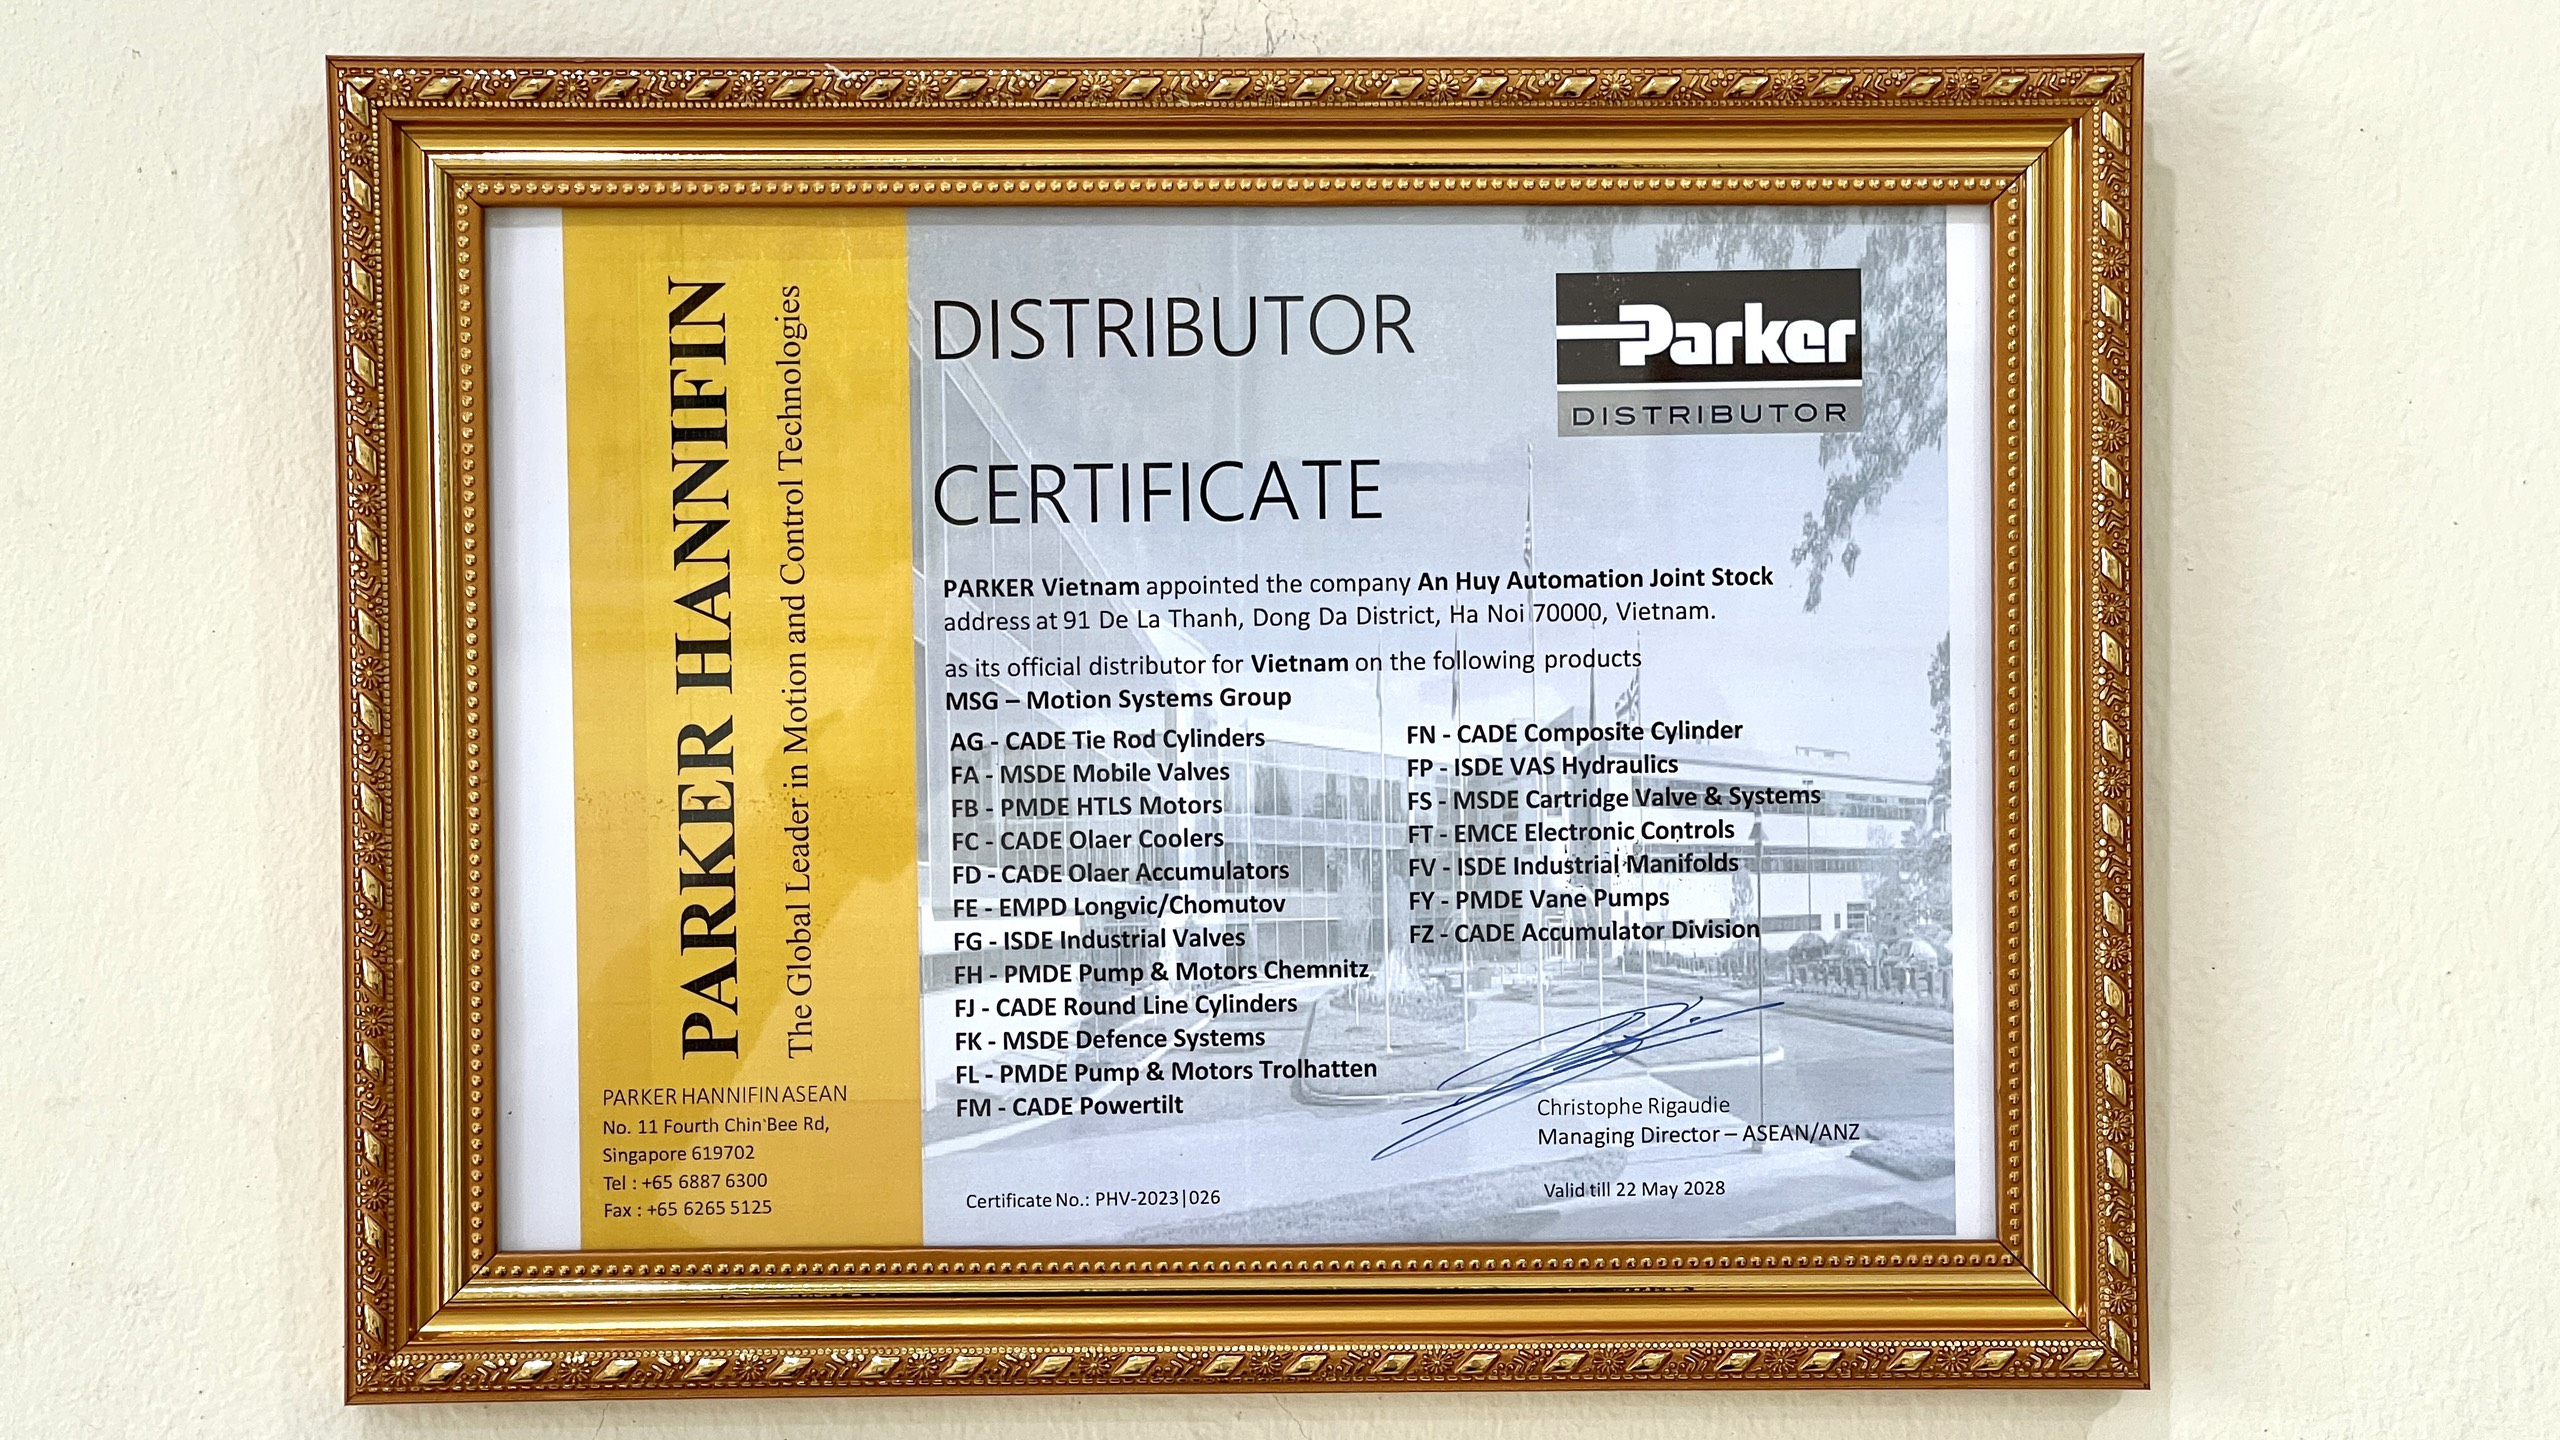 PARKER HANNIFIN
The Global Leader in Motion and Control Technologies
PARKER HANNIFIN ASEAN
No. 11 Fourth Chin Bee Rd,
Singapore 619702
Tel : +65 6887 6300
Fax : +65 6265 5125
DISTRIBUTOR
CERTIFICATE
Parker
DISTRIBUTOR
PARKER Vietnam appointed the company An Huy Automation Joint Stock
address at 91 De La Thanh, Dong Da District, Ha Noi 70000, Vietnam.
as its official distributor for Vietnam on the following products
MSG – Motion Systems Group
AG - CADE Tie Rod Cylinders
FA - MSDE Mobile Valves
FB - PMDE HTLS Motors
FC - CADE Olaer Coolers
FD - CADE Olaer Accumulators
FE - EMPD Longvic/Chomutov
FG - ISDE Industrial Valves
FH - PMDE Pump & Motors Chemnitz
FJ - CADE Round Line Cylinders
FK - MSDE Defence Systems
FL - PMDE Pump & Motors Trolhatten
FM - CADE Powertilt
FN - CADE Composite Cylinder
FP - ISDE VAS Hydraulics
FS - MSDE Cartridge Valve & Systems
FT - EMCE Electronic Controls
FV - ISDE Industrial Manifolds
FY - PMDE Vane Pumps
FZ - CADE Accumulator Division
Christophe Rigaudie
Managing Director – ASEAN/ANZ
Certificate No.: PHV-2023|026
Valid till 22 May 2028